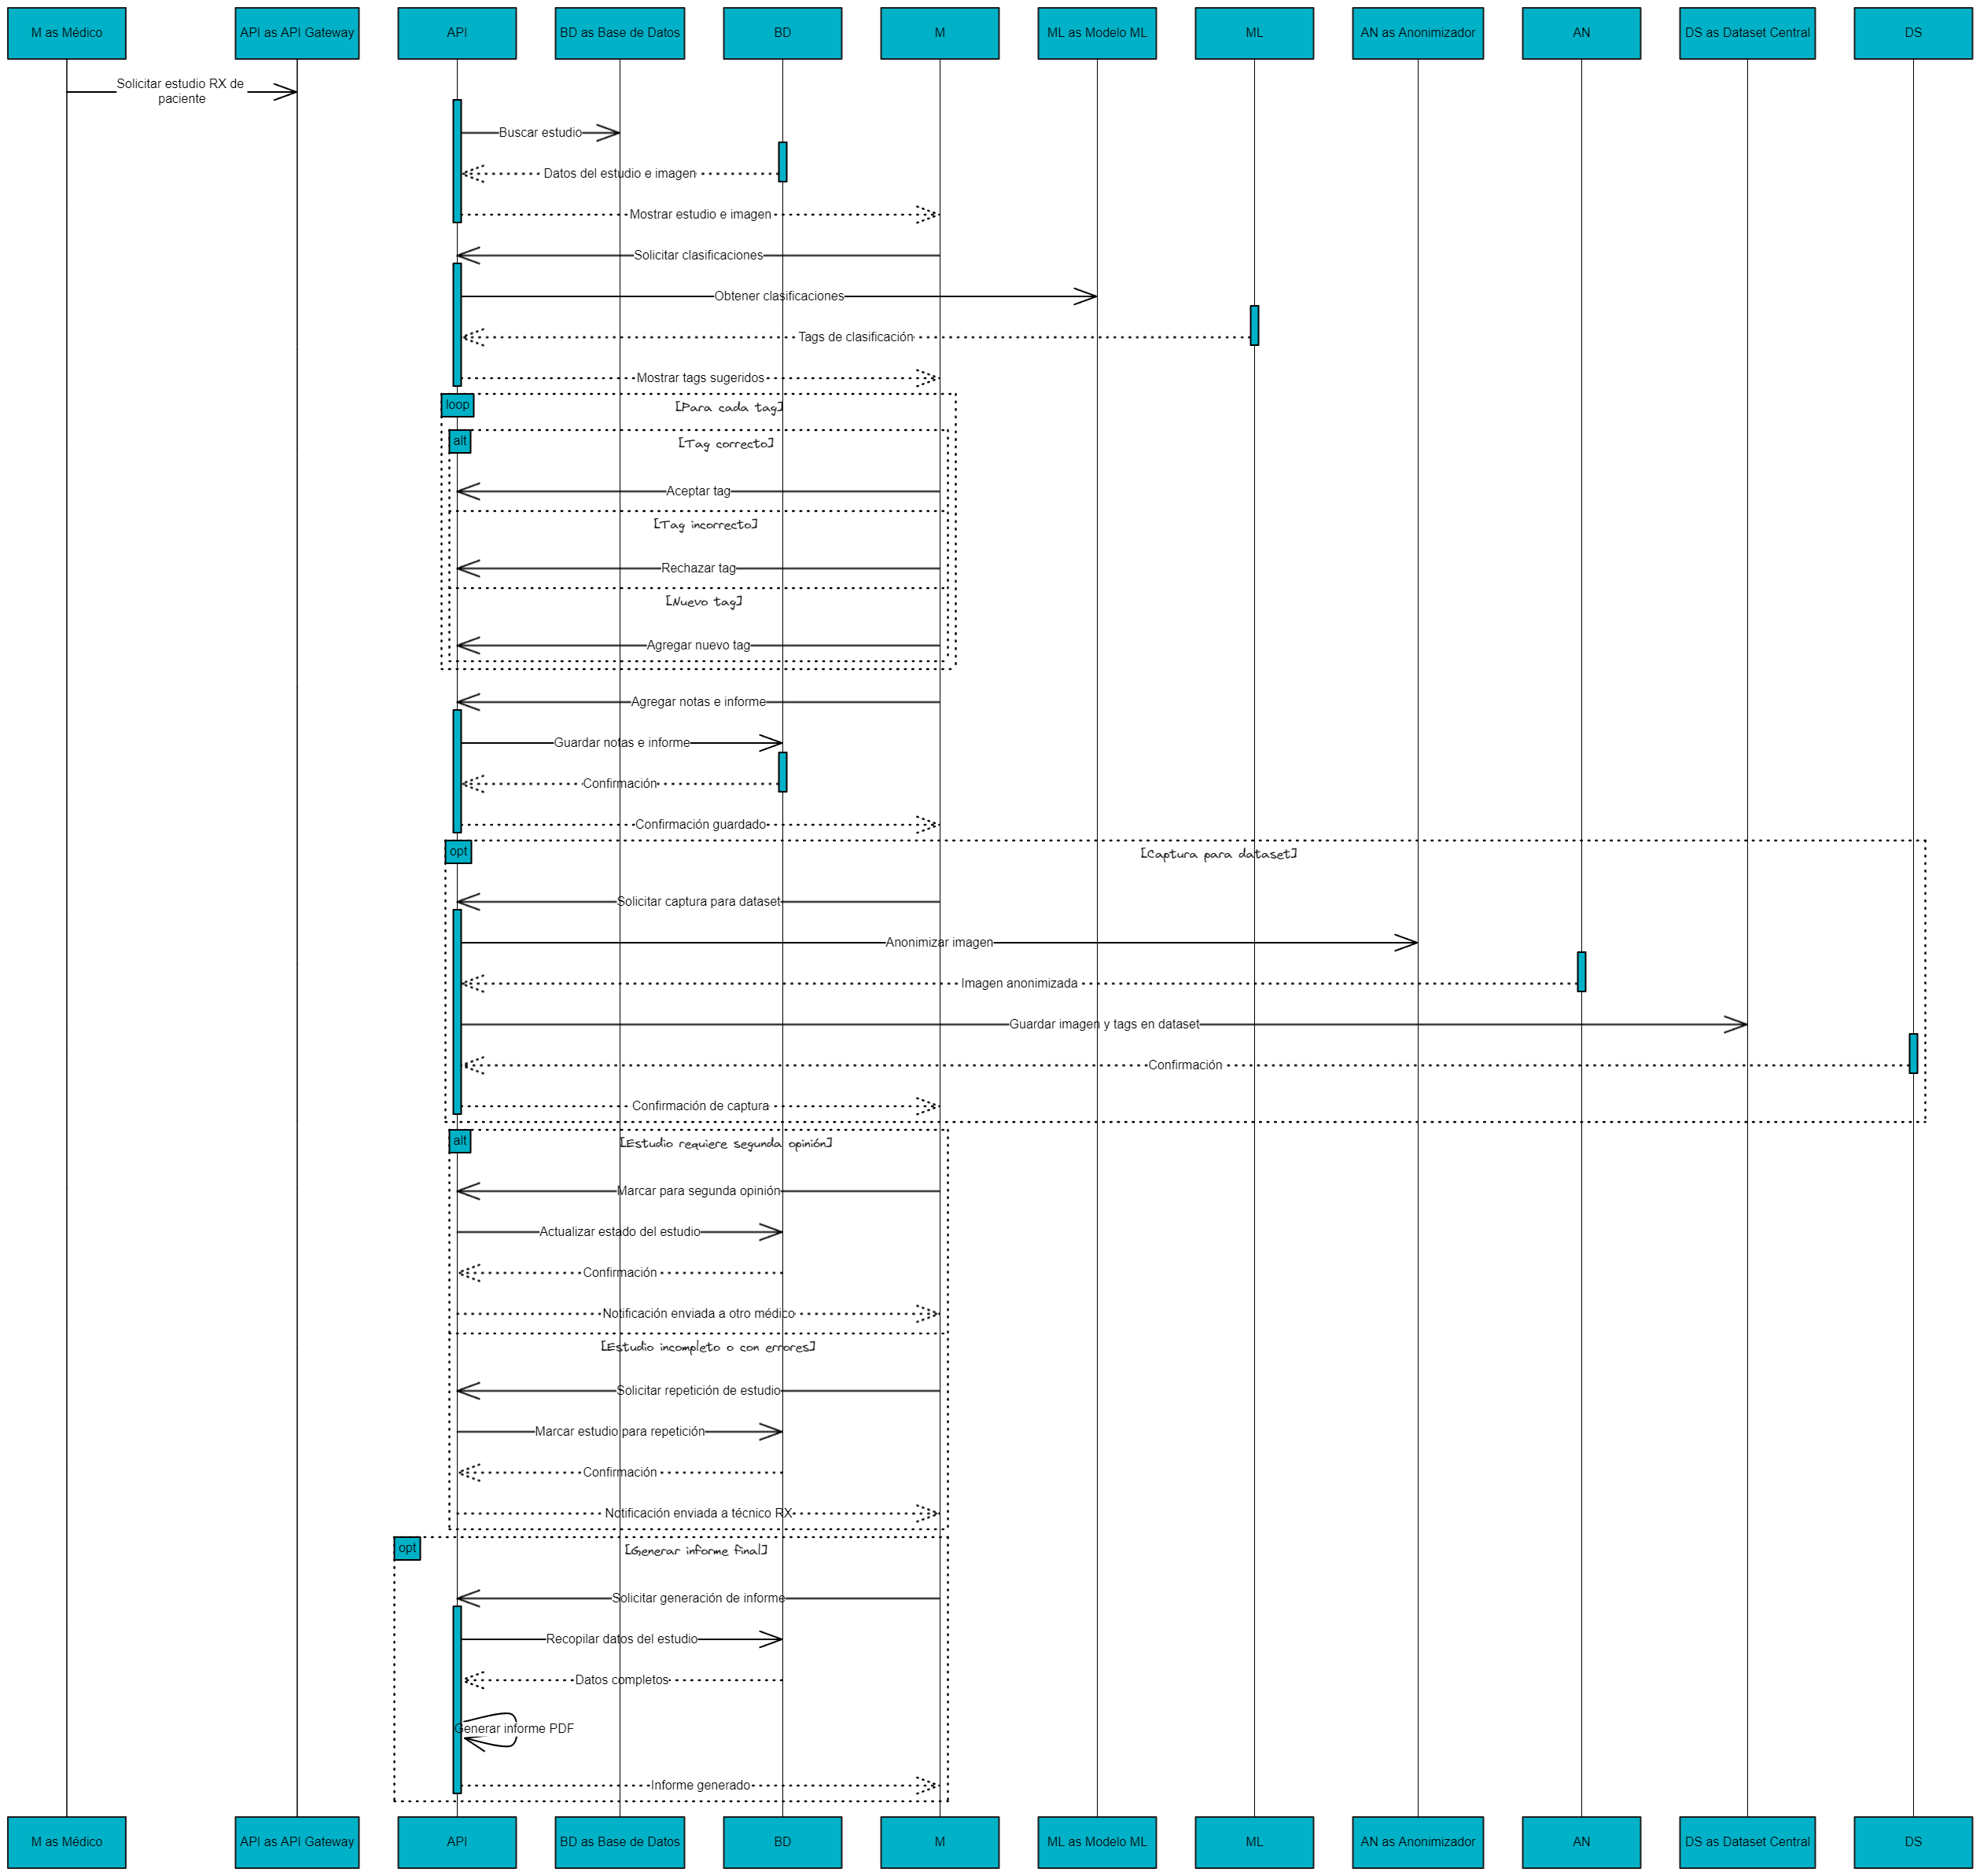 M as Médico
API as API Gateway
API
BD as Base de Datos
BD
M
ML as Modelo ML
ML
AN as Anonimizador
AN
DS as Dataset Central
DS
Solicitar estudio RX de
paciente
Buscar estudio
Datos del estudio e imagen
Mostrar estudio e imagen
Solicitar clasificaciones
Obtener clasificaciones
Tags de clasificación
Mostrar tags sugeridos
loop
[Para cada tag]
alt
[Tag correcto]
Aceptar tag
[Tag incorrecto]
Rechazar tag
[Nuevo tag]
Agregar nuevo tag
Agregar notas e informe
Guardar notas e informe
Confirmación
Confirmación guardado
opt
[Captura para dataset]
Solicitar captura para dataset
Anonimizar imagen
Imagen anonimizada
Guardar imagen y tags en dataset
Confirmación
Confirmación de captura
alt
[Estudio requiere segunda opinión]
Marcar para segunda opinión
Actualizar estado del estudio
Confirmación
Notificación enviada a otro médico
[Estudio incompleto o con errores]
Solicitar repetición de estudio
Marcar estudio para repetición
Confirmación
Notificación enviada a técnico RX
opt
[Generar informe final]
Solicitar generación de informe
Recopilar datos del estudio
Datos completos
Generar informe PDF
Informe generado
M as Médico
API as API Gateway
API
BD as Base de Datos
BD
M
ML as Modelo ML
ML
AN as Anonimizador
AN
DS as Dataset Central
DS